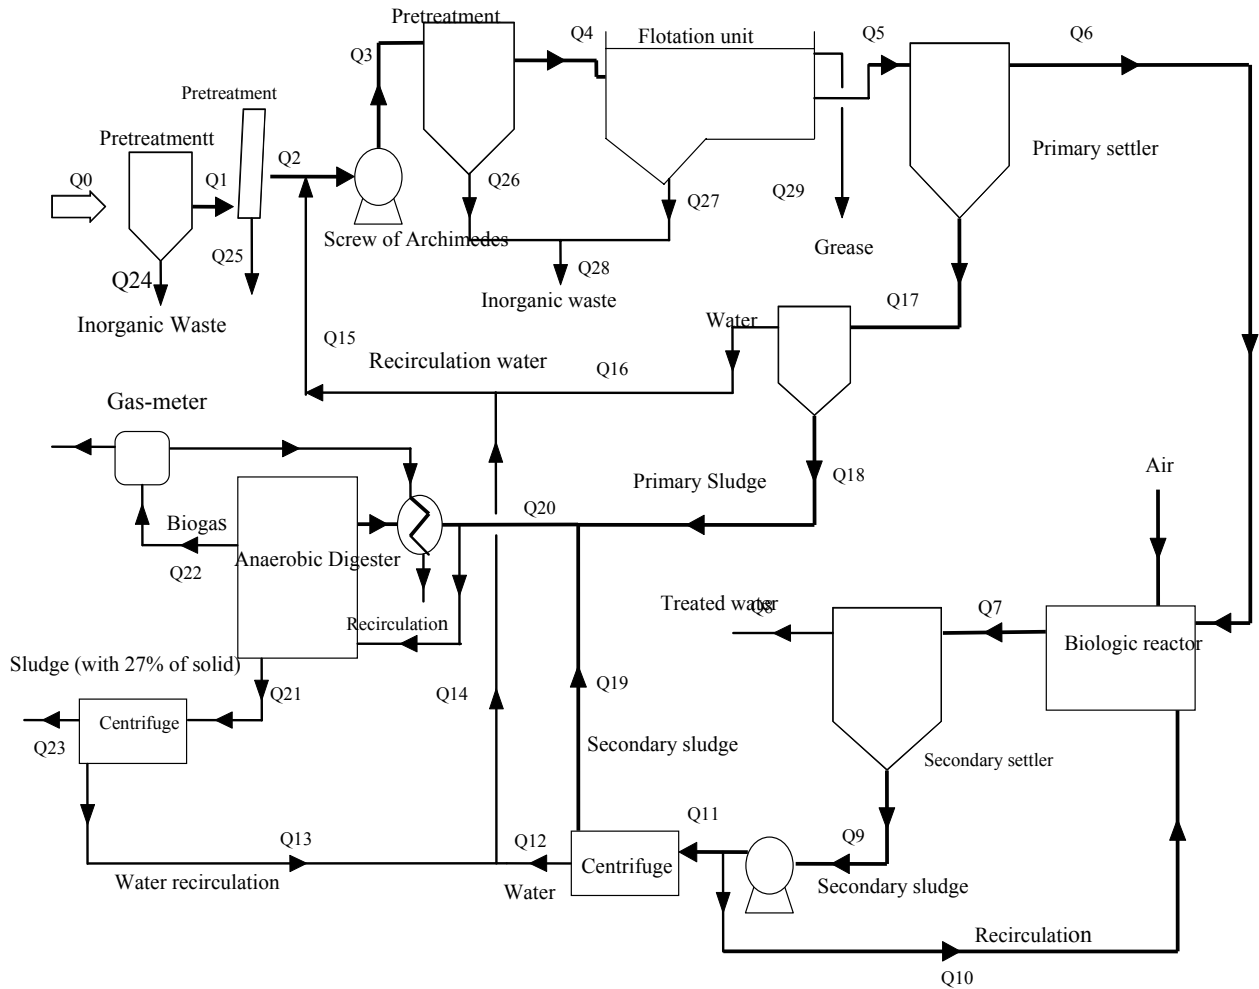 Pretreatment
Q4
Flotation unit
Q5
Q6
Q3
Pretreatment
Pretreatmentt
Q2
Primary settler
Q0
Q1
Q26
Q29
Q27
Screw of Archimedes
Grease
Q25
Q28
Q24
Inorganic waste
Q17
Inorganic Waste
Water
Q15
Recirculation water
Q16
Gas-meter
Air
Primary Sludge
Q18
Q20
Biogas
Anaerobic Digester
Q22
Treated water
Q8
Q7
Recirculation
Biologic reactor
Sludge (with 27% of solid)
Q21
Q14
Q19
Centrifuge
Q23
Secondary sludge
Secondary settler
Q11
Q13
Q12
Q9
Centrifuge
Water recirculation
Water
Secondary sludge
Recirculation
Q10